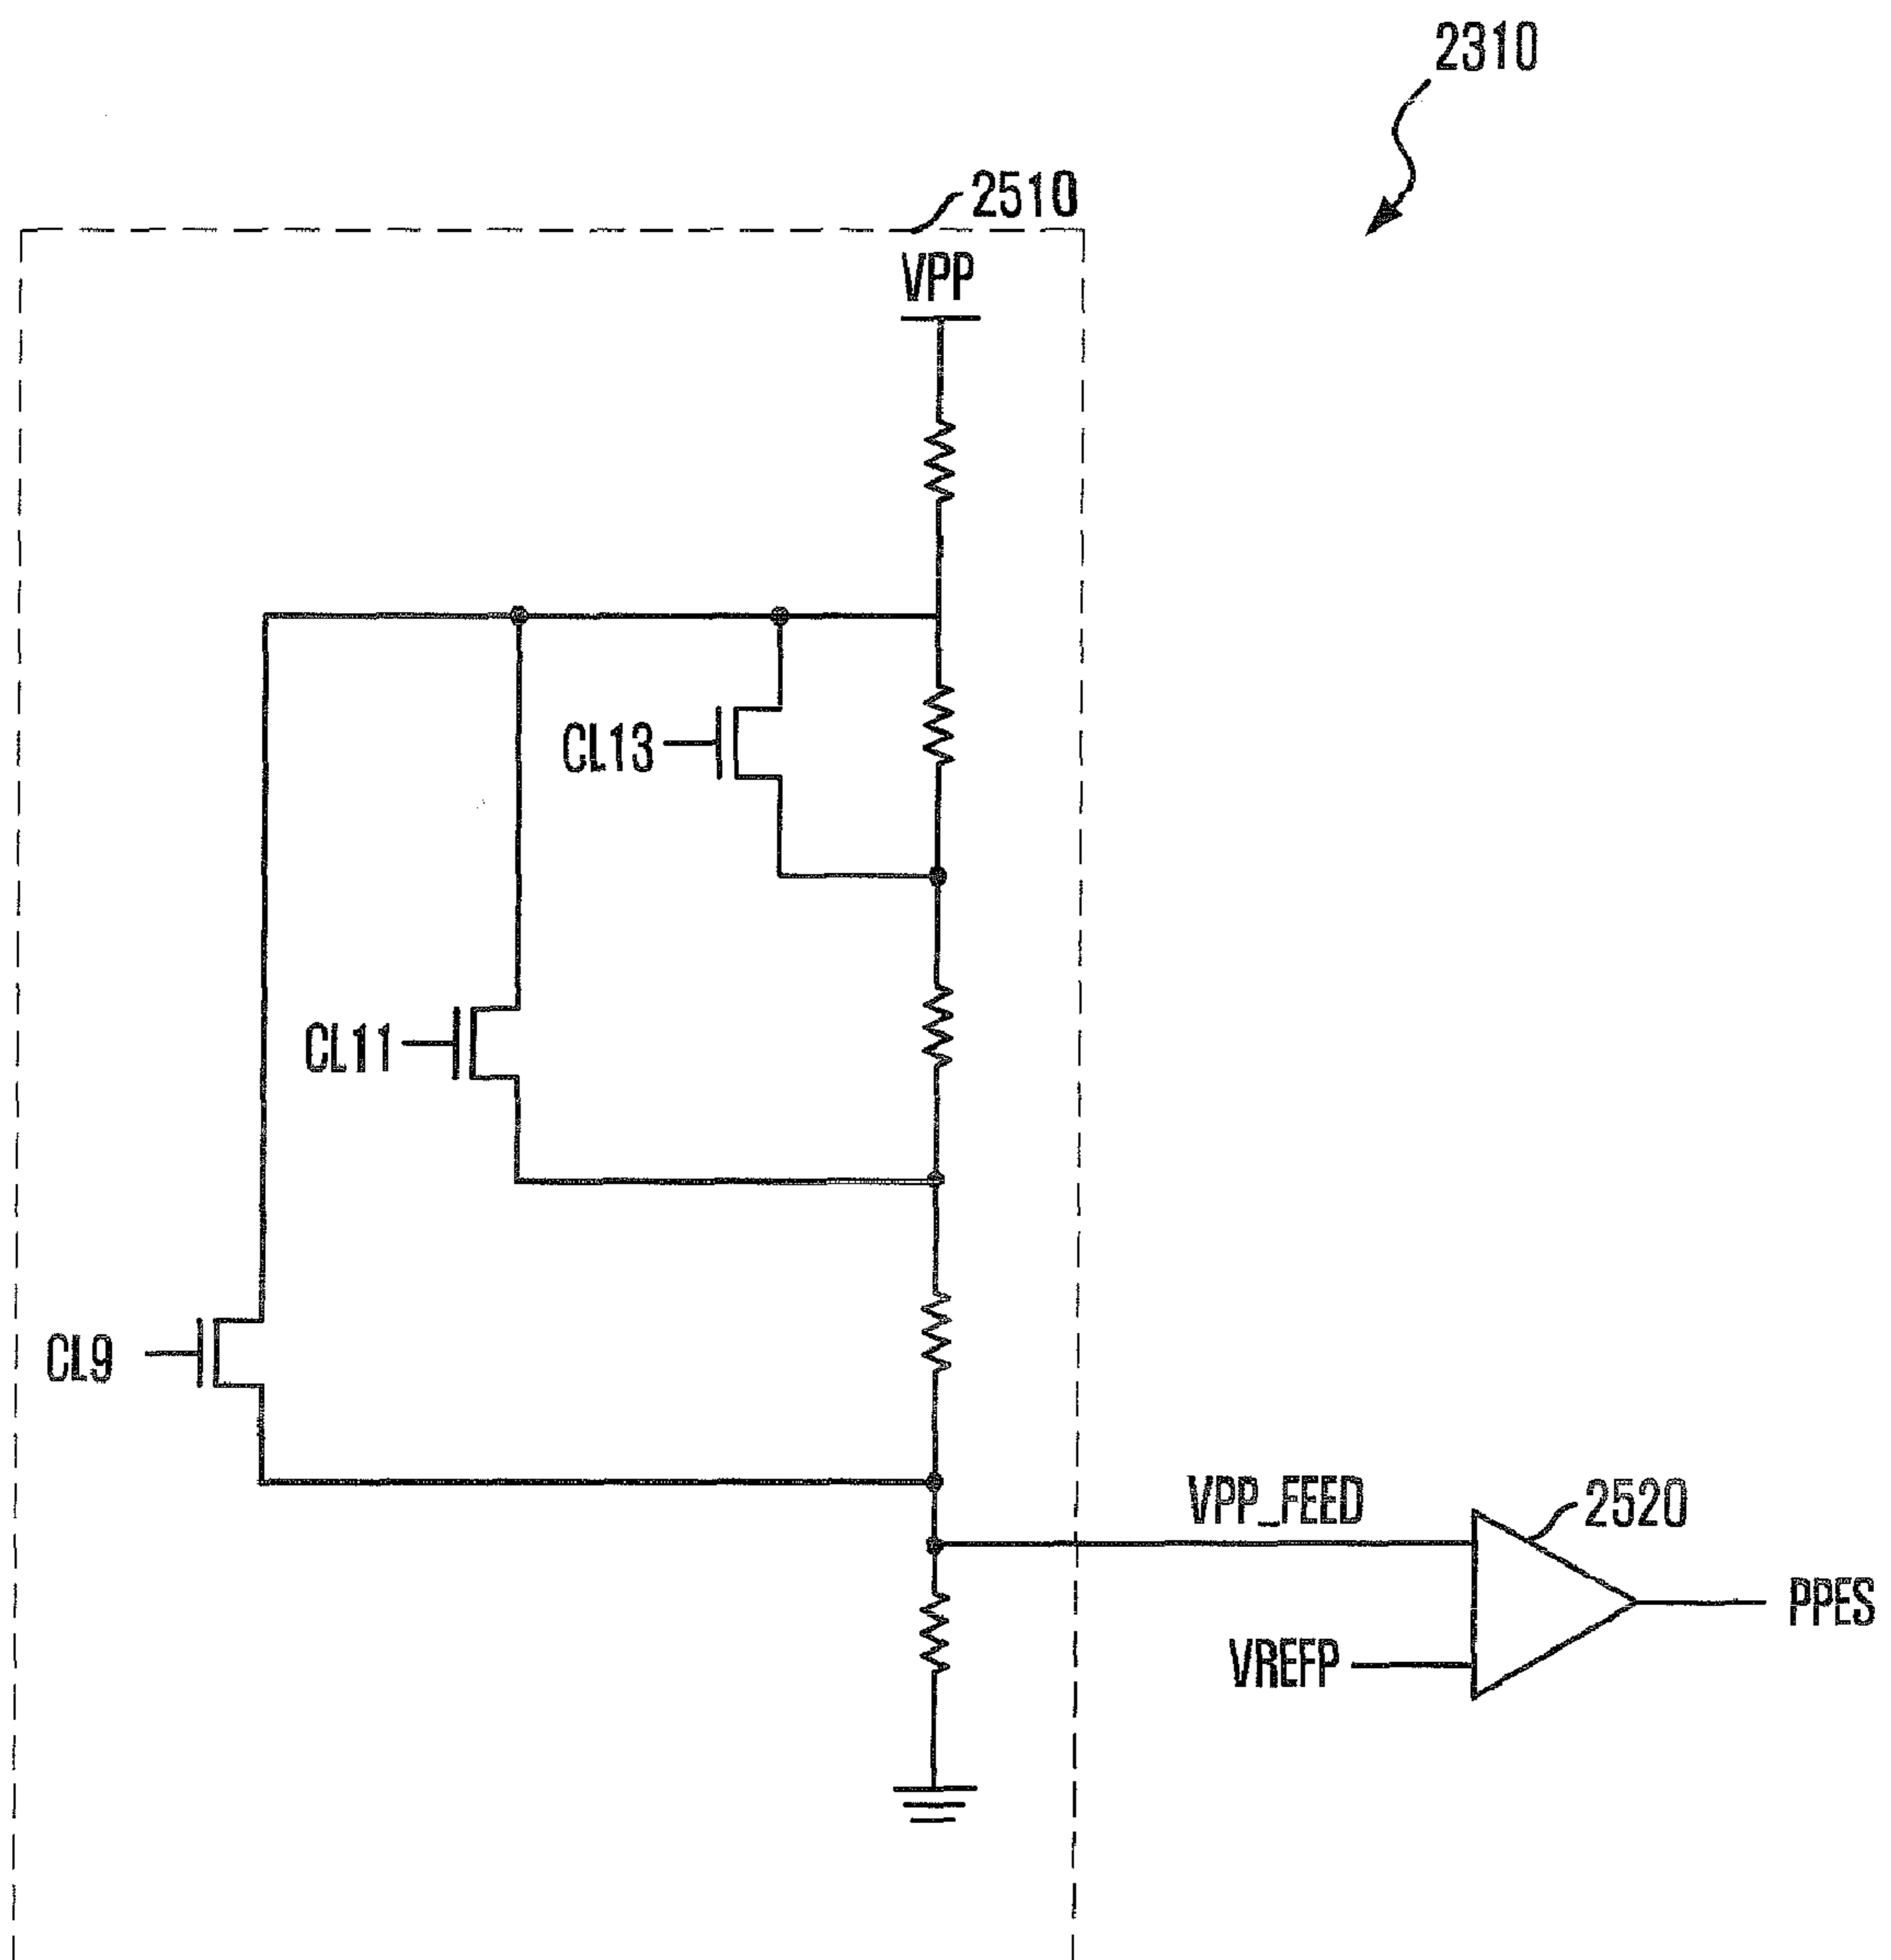 2310
2510
VPP
CL13
CL11
CL9
VPP_FEED
2520
VREFP
PPES